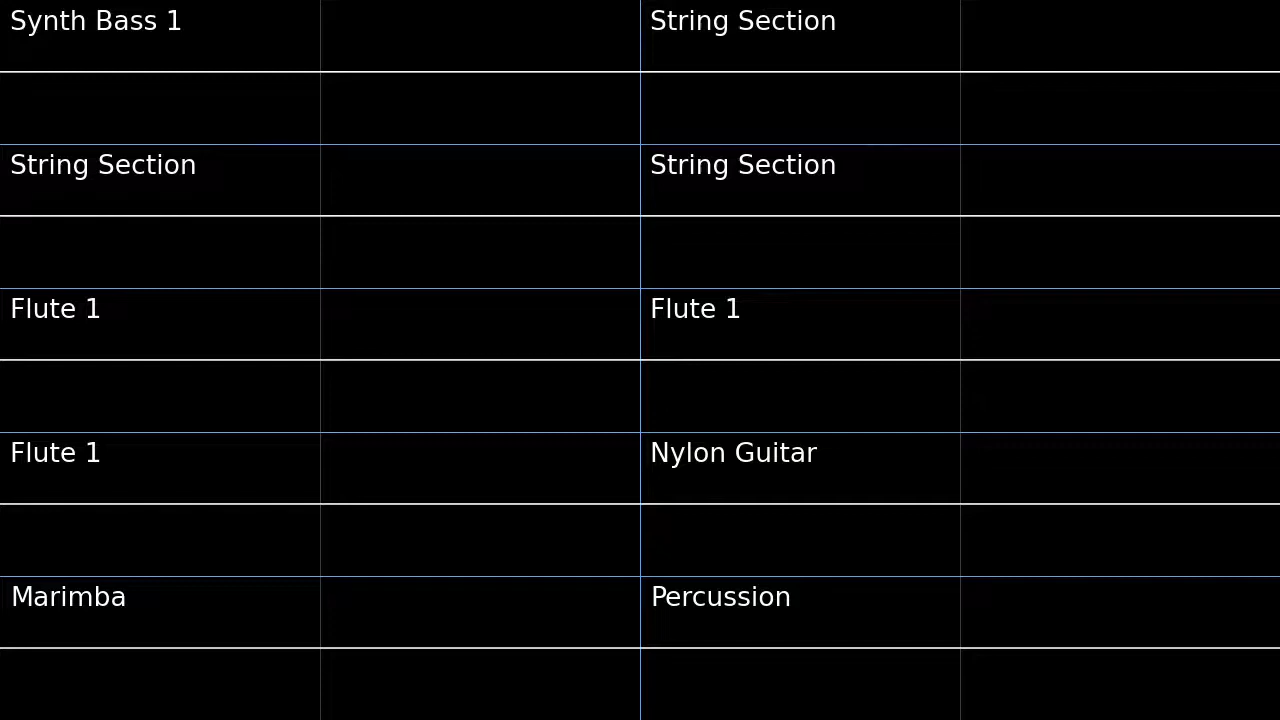 Synth Bass 1
String Section
String Section
String Section
Flute 1
Flute 1
Flute 1
Nylon Guitar
Marimba
Percussion